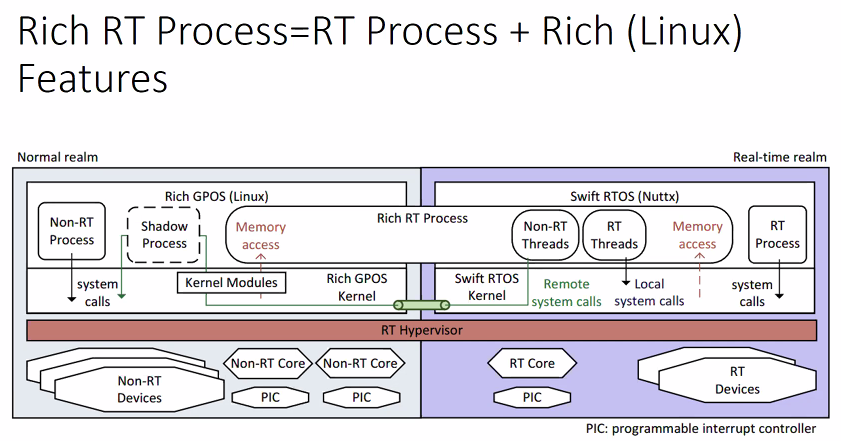 Rich RT Process=RT Process + Rich (Linux)
Features
Normal realm
Real-time realm
Rich GPOS (Linux)
Swift RTOS (Nuttx)
Non-RT
Process
Shadow
Process
Memory
access
Rich RT Process
Non-RT
Threads
RT
Threads
Memory
access
RT
Process
system
calls
Kernel Modules
Rich GPOS
Kernel
Swift RTOS
Kernel
Remote
system calls
Local
system calls
system
calls
RT Hypervisor
Non-RT
Devices
Non-RT Core
Non-RT Core
PIC
PIC
RT Core
PIC
RT
Devices
PIC: programmable interrupt controller